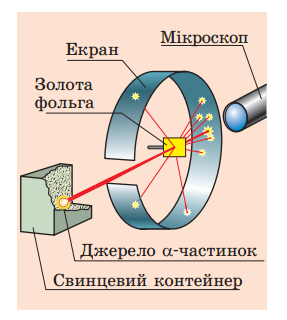 Мікроскоп
Екран
Золота
фольга
Джерело α-частинок
Свинцевий контейнер